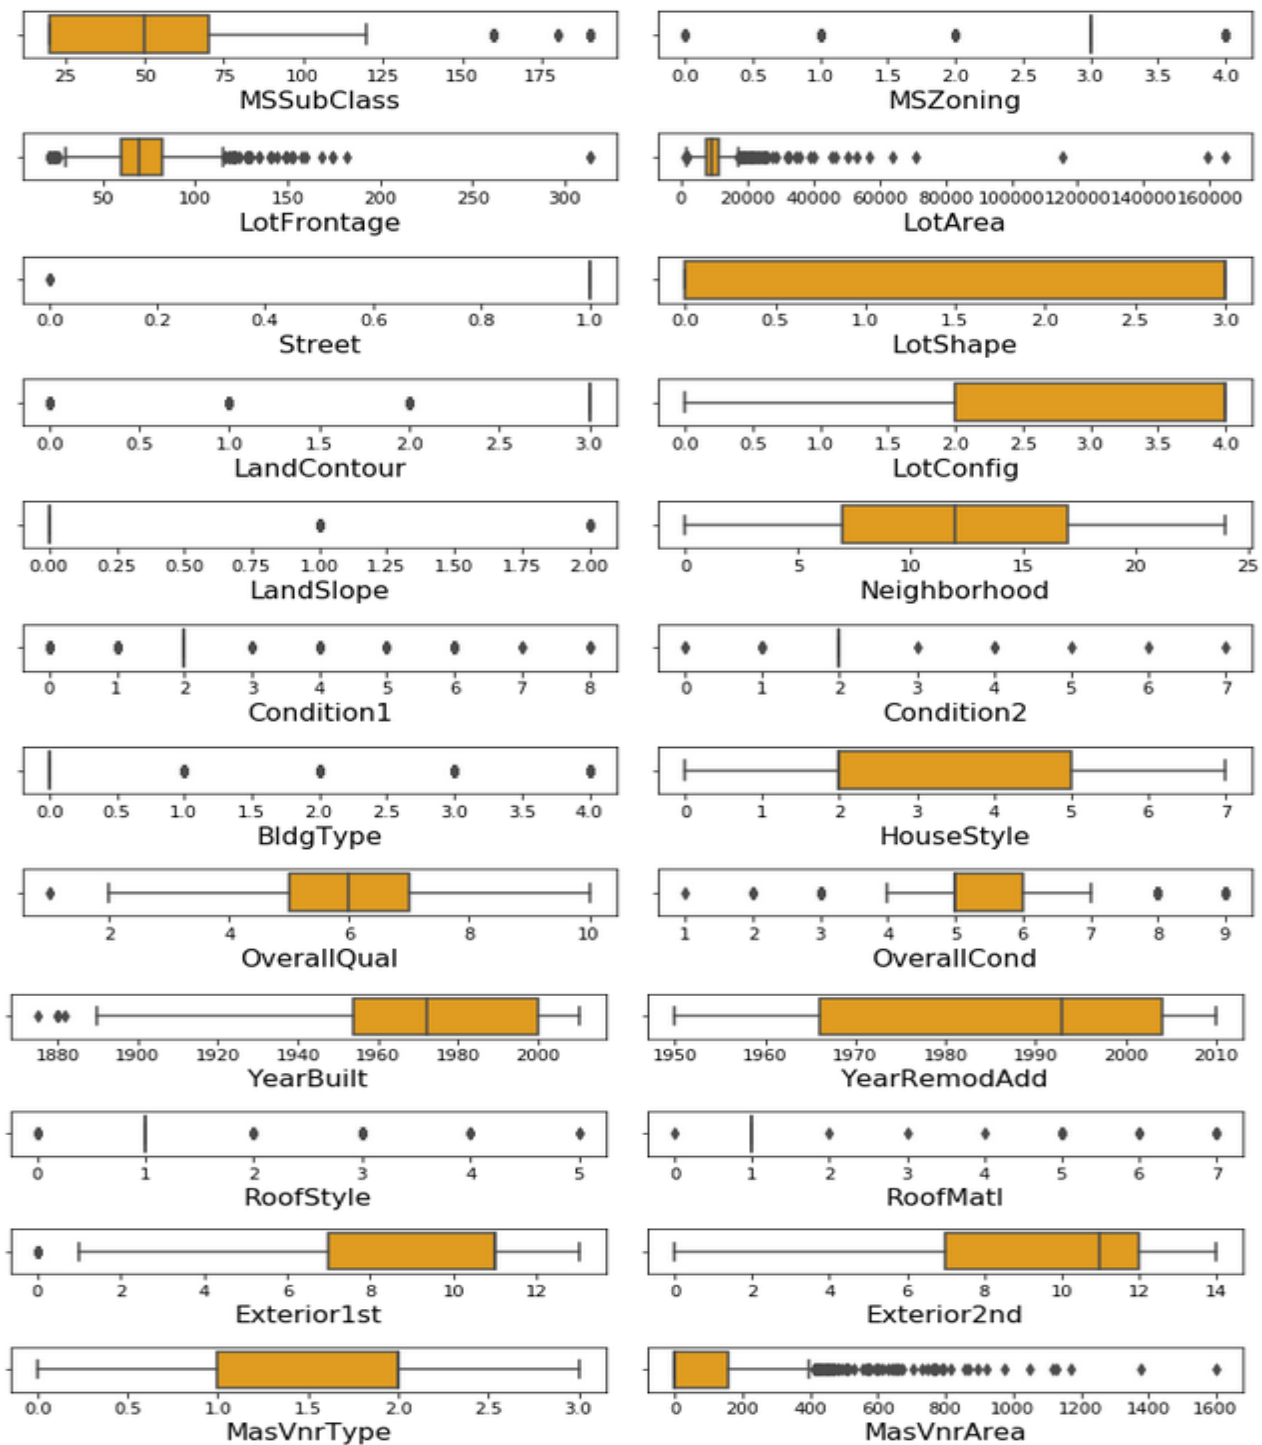 25 50 75 100 125 150 175
MSSubClass
0.0 0.5 1.0 1.5 2.0 2.5 3.0 3.5 4.0
MSZoning
50 100 150 200 250 300
LotFrontage
0 20000 40000 60000 80000 100000 120000 140000 160000
LotArea
0.0 0.2 0.4 0.6 0.8 1.0
Street
0.0 0.5 1.0 1.5 2.0 2.5 3.0
LotShape
0.0 0.5 1.0 1.5 2.0 2.5 3.0
LandContour
0.0 0.5 1.0 1.5 2.0 2.5 3.0 3.5 4.0
LotConfig
0.00 0.25 0.50 0.75 1.00 1.25 1.50 1.75 2.00
LandSlope
0 5 10 15 20 25
Neighborhood
0 1 2 3 4 5 6 7 8
Condition1
0 1 2 3 4 5 6 7
Condition2
0.0 0.5 1.0 1.5 2.0 2.5 3.0 3.5 4.0
BldgType
0 1 2 3 4 5 6 7
HouseStyle
2 4 6 8 10
OverallQual
1 2 3 4 5 6 7 8 9
OverallCond
1880 1900 1920 1940 1960 1980 2000
YearBuilt
1950 1960 1970 1980 1990 2000 2010
YearRemodAdd
0 1 2 3 4 5
RoofStyle
0 1 2 3 4 5 6 7
RoofMatl
0 2 4 6 8 10 12
Exterior1st
0 2 4 6 8 10 12 14
Exterior2nd
0.0 0.5 1.0 1.5 2.0 2.5 3.0
MasVnrType
0 200 400 600 800 1000 1200 1400 1600
MasVnrArea